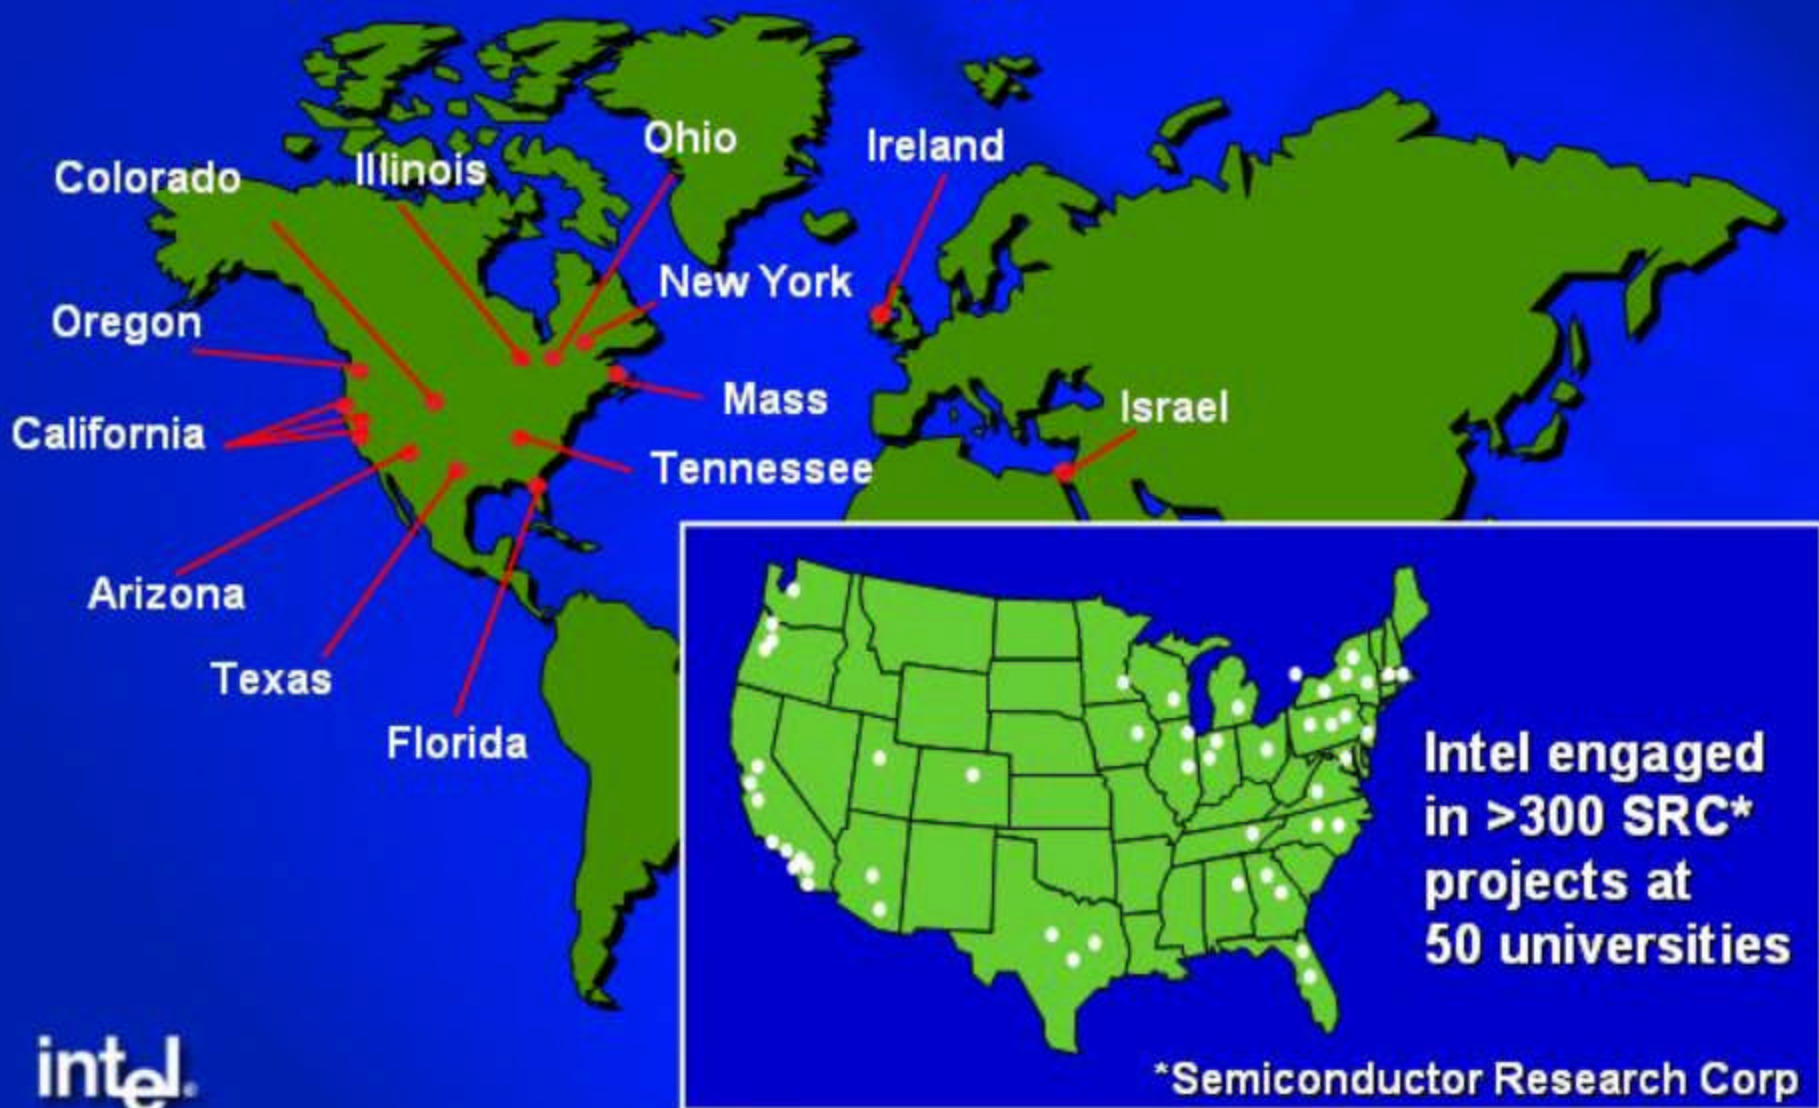 Ohio
Ireland
Colorado
Illinois
New York
Oregon
Mass
Israel
California
Tennessee
Arizona
Texas
Florida
Intel engaged
in >300 SRC*
projects at
50 universities
*Semiconductor Research Corp
intel®